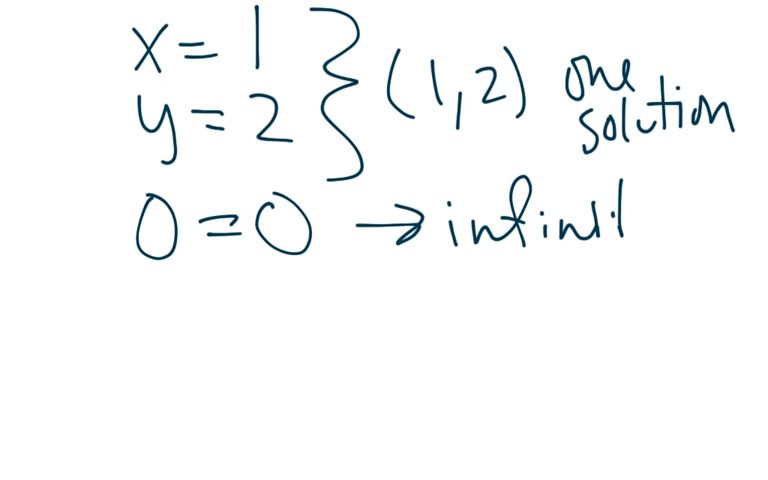 x = 1
y = 2 } (1,2) one solution
0 = 0 → infinit